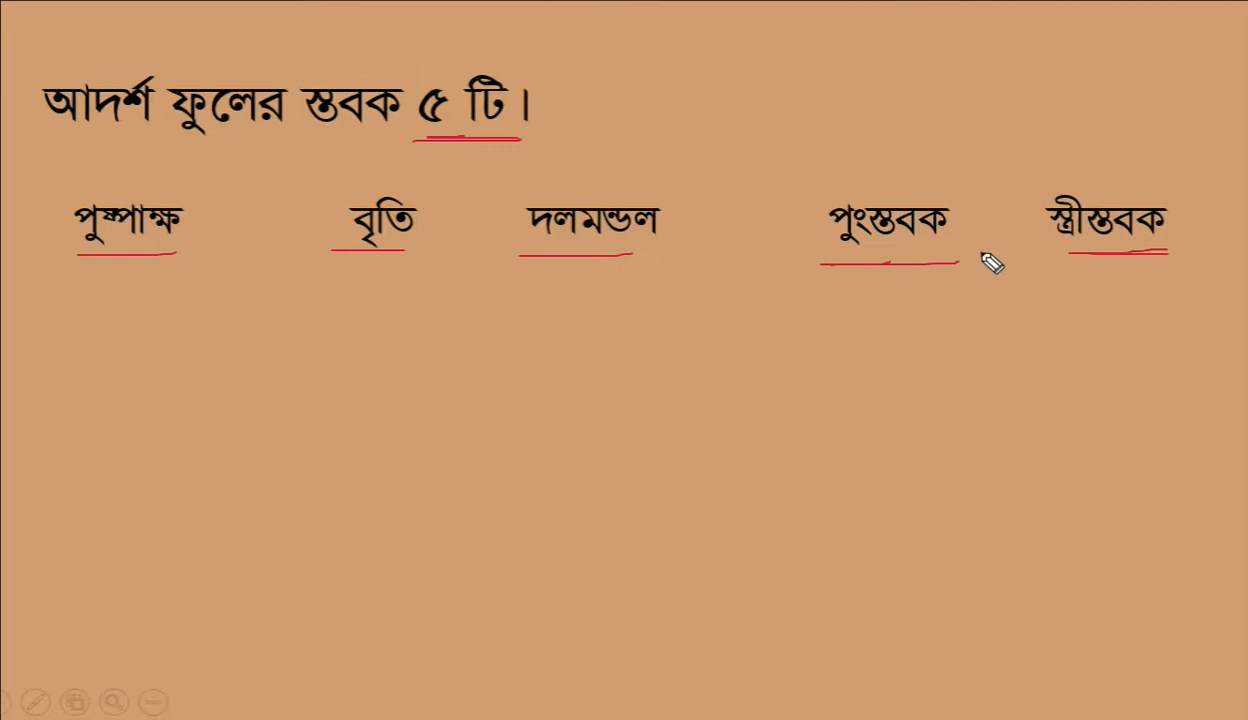 আদর্শ ফুলের স্তবক ৫ টি।
পুষ্পাক্ষ বৃতি দলমন্ডল পুংস্তবক স্ত্রীস্তবক